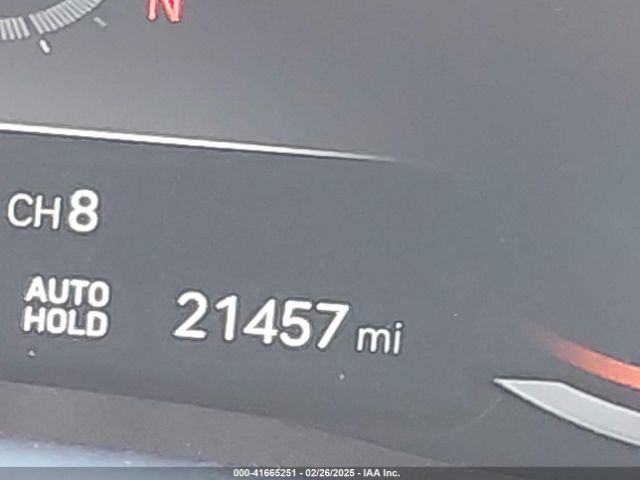 N
CH8
AUTO
HOLD
21457 mi
000-41665251 - 02/26/2025 - IAA Inc.